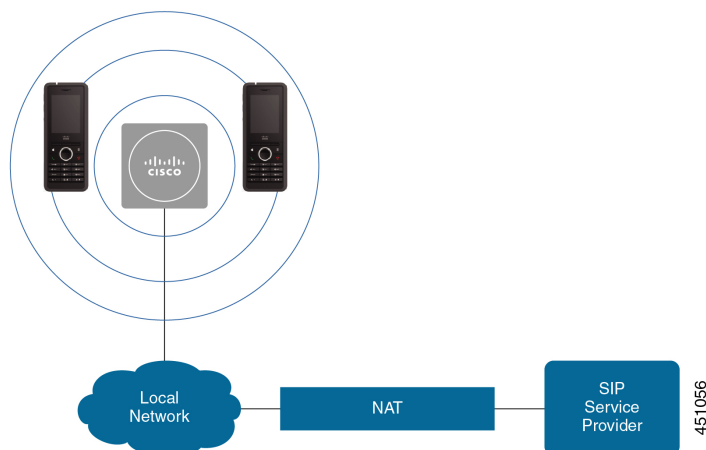 CISCO
Local
Network
NAT
SIP
Service
Provider
451056